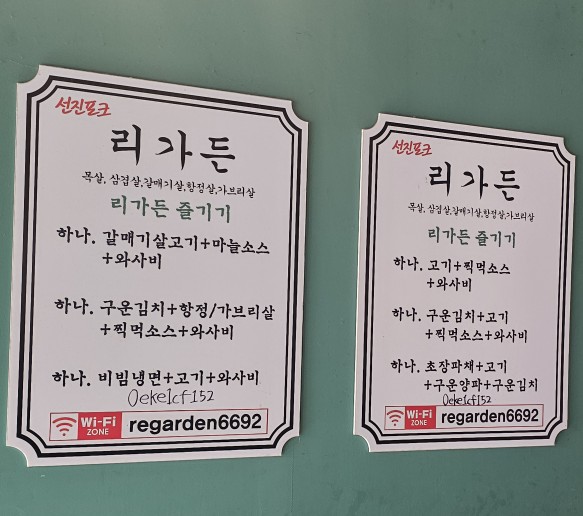 선진포크
리가든
목살, 삼겹살,갈매기살,항정살,가브리살
리가든 즐기기
하나. 갈매기살고기+마늘소스
+와사비
하나. 구운김치+항정/가브리살
+찍먹소스+와사비
하나. 비빔냉면+고기+와사비
0eke1cf152
Wi-Fi
ZONE
regarden6692
선진포크
리가든
목살, 삼겹살,갈매기살,항정살,가브리살
리가든 즐기기
하나. 고기+찍먹소스
+와사비
하나. 구운김치+고기
+찍먹소스+와사비
하나. 초장파채+고기
+구운양파+구운김치
0eke1cf152
Wi-Fi
ZONE
regarden6692